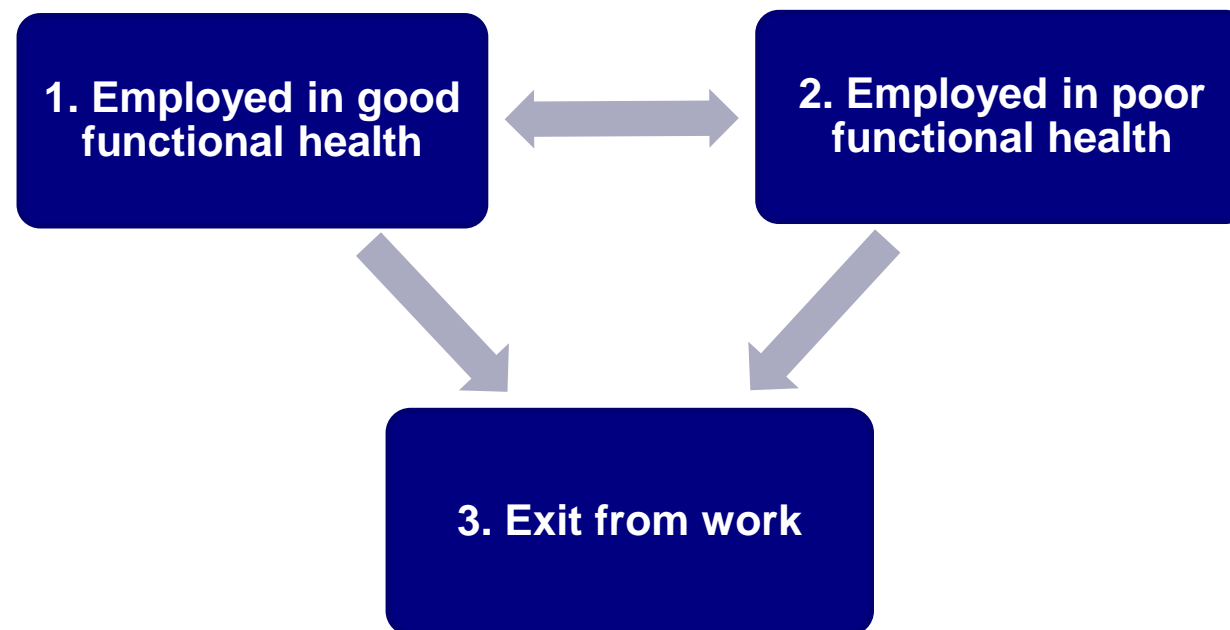 1. Employed in good
functional health
2. Employed in poor
functional health
3. Exit from work